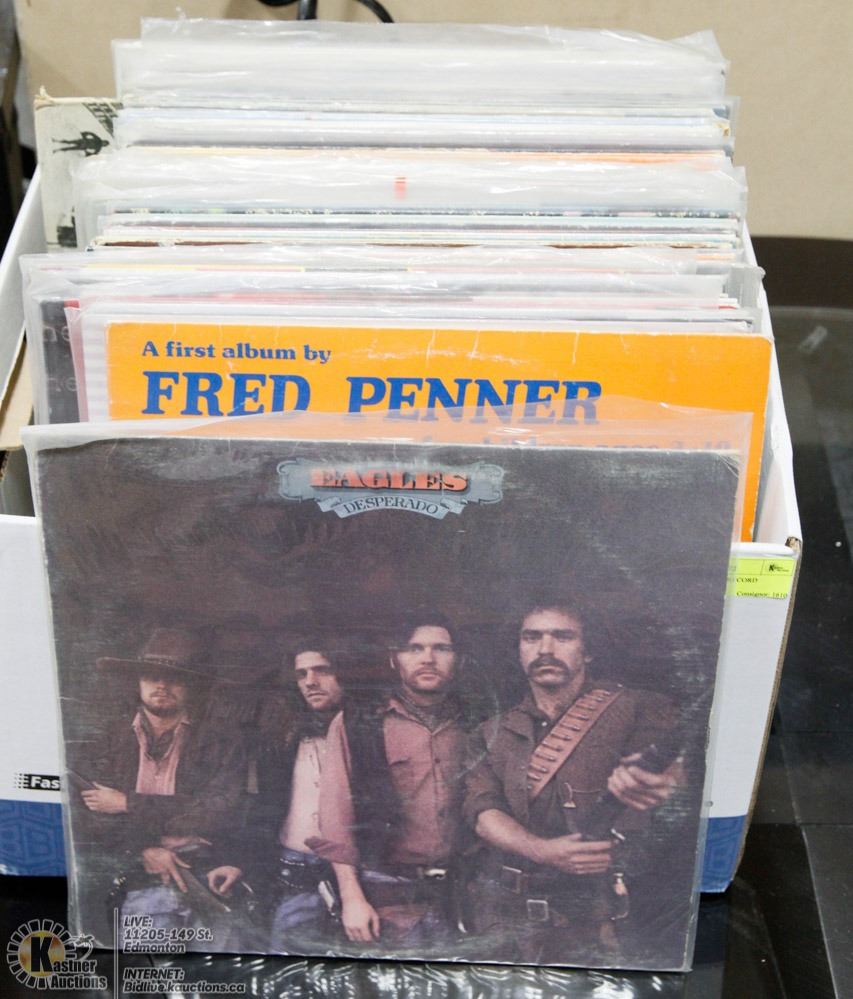 A first album by
FRED PENNER
EAGLES
DESPERADO
CORD
Consignor: 1610
Fas
Kastner
Auctions
LIVE:
11205-149 St.
Edmonton
INTERNET:
Bidlive.kauctions.ca